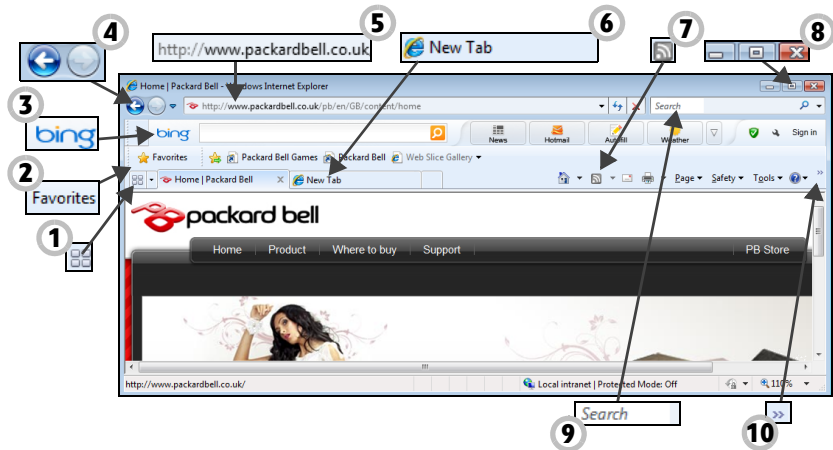 4
5
6
7
8
http://www.packardbell.co.uk
New Tab
Home | Packard Bell - Windows Internet Explorer
http://www.packardbell.co.uk/pb/en/GB/content/home
Search
3
bing
bing
News
Hotmail
Autofill
Weather
Sign in
Favorites
Packard Bell Games
Packard Bell
Web Slice Gallery
2
Favorites
Home | Packard Bell
X
New Tab
Page
Safety
Tools
»
1
packard bell
Home
Product
Where to buy
Support
PB Store
http://www.packardbell.co.uk/
Local intranet | Protected Mode: Off
110%
9
Search
10
»